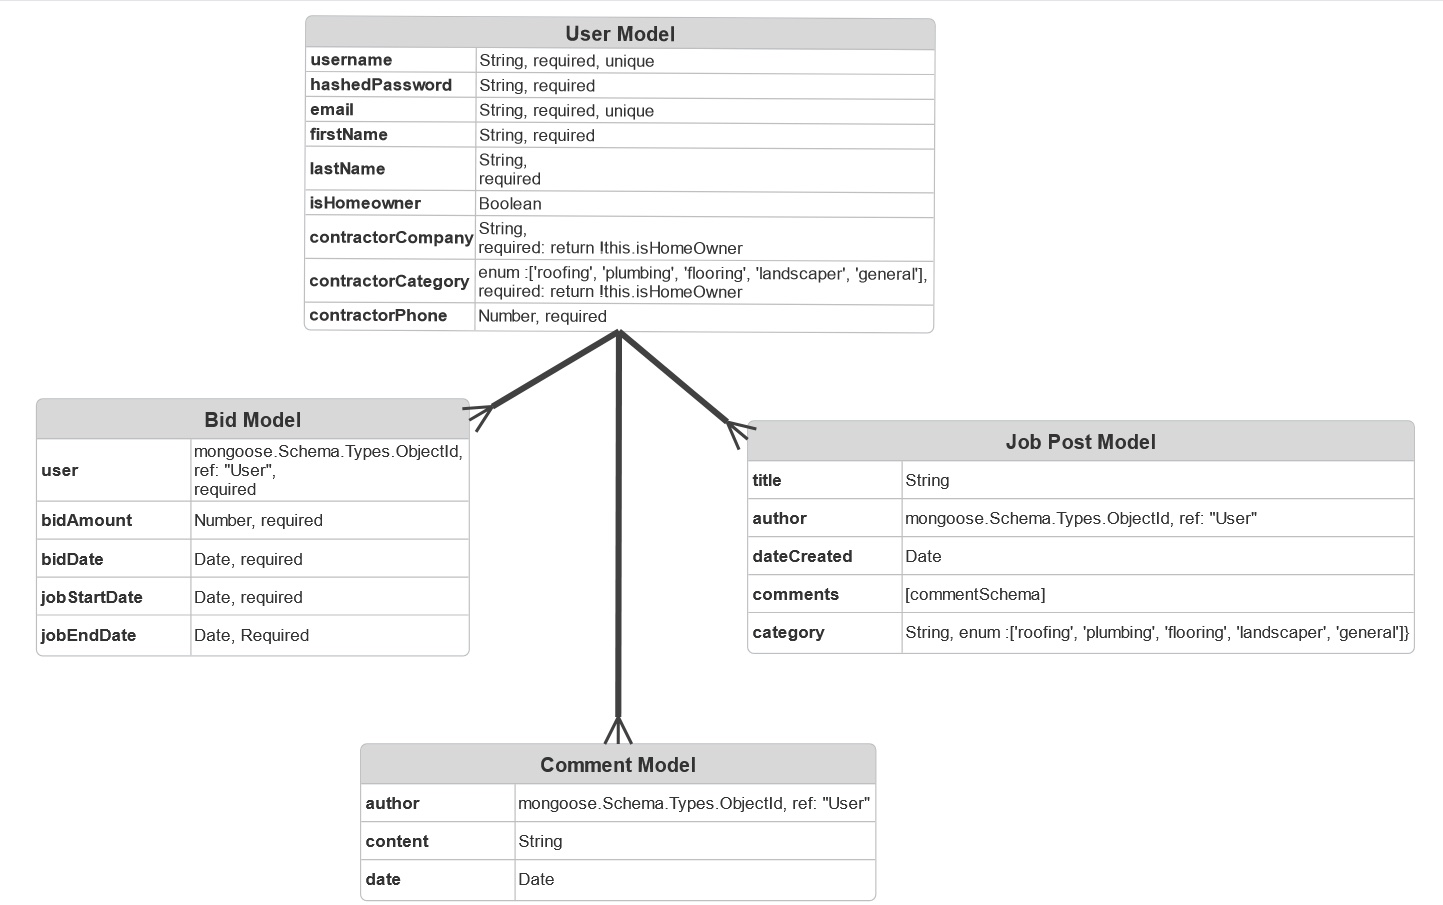 User Model
username String, required, unique
hashedPassword String, required
email String, required, unique
firstName String, required
lastName String,
required
isHomeowner Boolean
contractorCompany String,
required: return !this.isHomeOwner
contractorCategory enum :['roofing', 'plumbing', 'flooring', 'landscaper', 'general'],
required: return !this.isHomeOwner
contractorPhone Number, required
Bid Model
user mongoose.Schema.Types.ObjectId,
ref: "User",
required
bidAmount Number, required
bidDate Date, required
jobStartDate Date, required
jobEndDate Date, Required
Job Post Model
title String
author mongoose.Schema.Types.ObjectId, ref: "User"
dateCreated Date
comments [commentSchema]
category String, enum :['roofing', 'plumbing', 'flooring', 'landscaper', 'general']}
Comment Model
author mongoose.Schema.Types.ObjectId, ref: "User"
content String
date Date